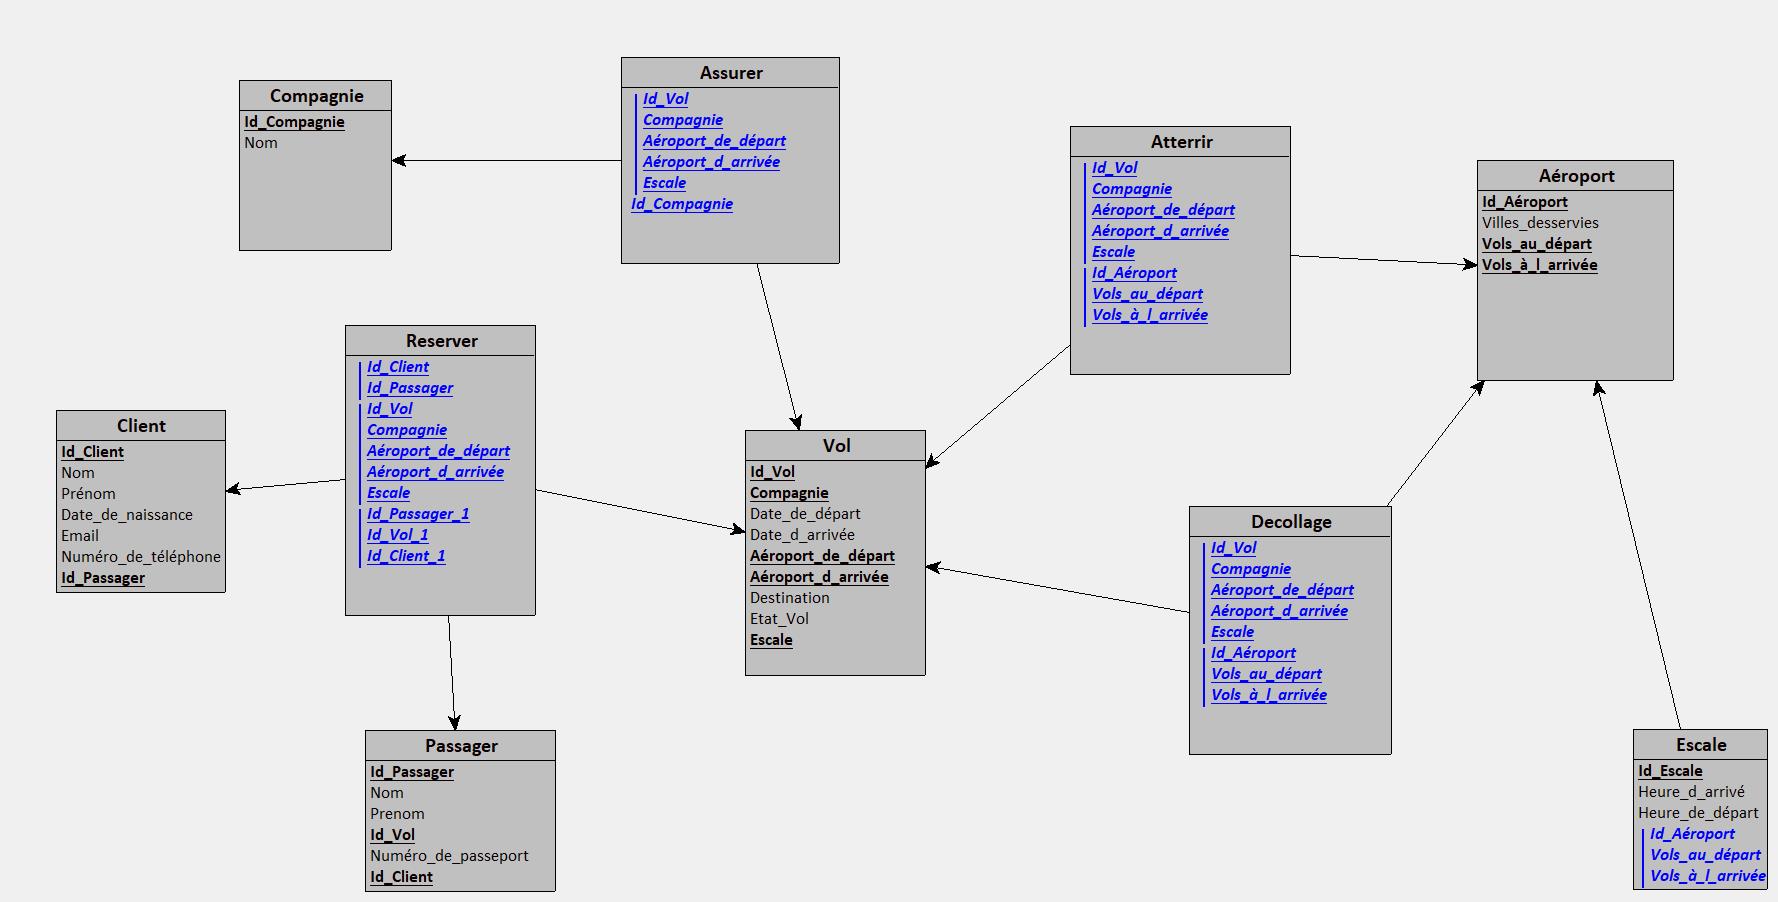 Compagnie
Id_Compagnie
Nom
Assurer
Id_Vol
Compagnie
Aéroport_de_départ
Aéroport_d_arrivée
Escale
Id_Compagnie
Atterrir
Id_Vol
Compagnie
Aéroport_de_départ
Aéroport_d_arrivée
Escale
Id_Aéroport
Vols_au_départ
Vols_à_l_arrivée
Aéroport
Id_Aéroport
Villes_desservies
Vols_au_départ
Vols_à_l_arrivée
Reserver
Id_Client
Id_Passager
Id_Vol
Compagnie
Aéroport_de_départ
Aéroport_d_arrivée
Escale
Id_Passager_1
Id_Vol_1
Id_Client_1
Client
Id_Client
Nom
Prénom
Date_de_naissance
Email
Numéro_de_téléphone
Id_Passager
Vol
Id_Vol
Compagnie
Date_de_départ
Date_d_arrivée
Aéroport_de_départ
Aéroport_d_arrivée
Destination
Etat_Vol
Escale
Decollage
Id_Vol
Compagnie
Aéroport_de_départ
Aéroport_d_arrivée
Escale
Id_Aéroport
Vols_au_départ
Vols_à_l_arrivée
Passager
Id_Passager
Nom
Prenom
Id_Vol
Numéro_de_passeport
Id_Client
Escale
Id_Escale
Heure_d_arrivé
Heure_de_départ
Id_Aéroport
Vols_au_départ
Vols_à_l_arrivée